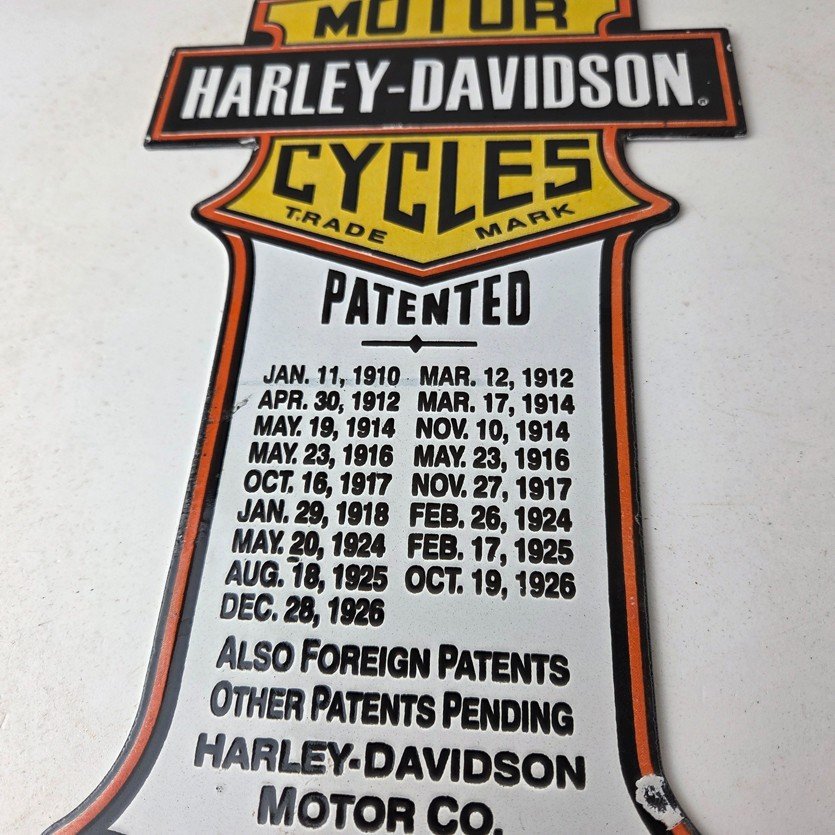 MOTOR
HARLEY-DAVIDSON®
CYCLES
TRADE MARK
PATENTED
JAN. 11, 1910 MAR. 12, 1912
APR. 30, 1912 MAR. 17, 1914
MAY. 19, 1914 NOV. 10, 1914
MAY. 23, 1916 MAY. 23, 1916
OCT. 16, 1917 NOV. 27, 1917
JAN. 29, 1918 FEB. 26, 1924
MAY. 20, 1924 FEB. 17, 1925
AUG. 18, 1925 OCT. 19, 1926
DEC. 28, 1926
ALSO FOREIGN PATENTS
OTHER PATENTS PENDING
HARLEY-DAVIDSON
MOTOR CO.